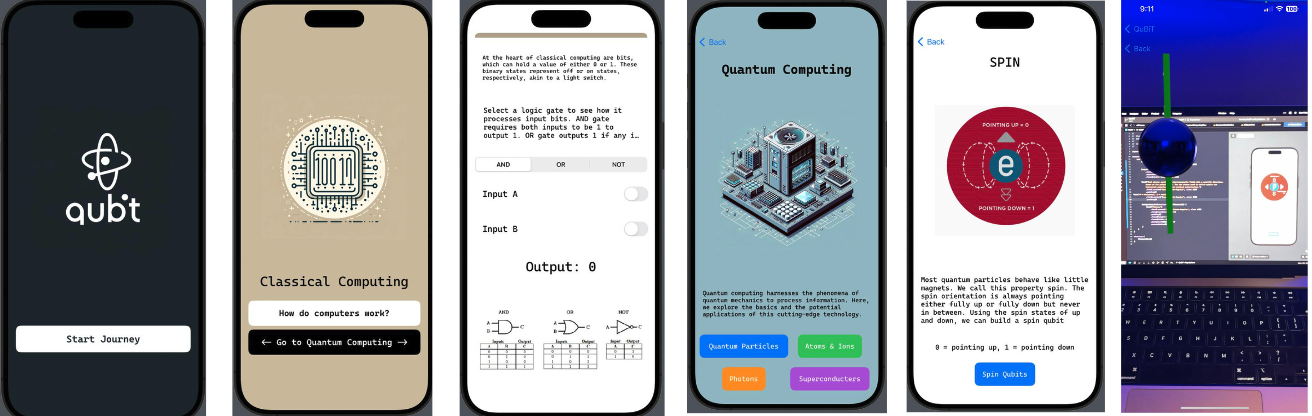 qubit
Start Journey
Classical Computing
How do computers work?
<-- Go to Quantum Computing -->
At the heart of classical computing are bits,
which can hold a value of either 0 or 1. These
binary states represent off or on states,
respectively, akin to a light switch.
Select a logic gate to see how it
processes input bits. AND gate
requires both inputs to be 1 to
output 1. OR gate outputs 1 if any i…
AND OR NOT
Input A
Input B
Output: 0
AND OR NOT
A B C A B C A C
Inputs Output Inputs Output Input Output
A B C A B C A C
Back
Quantum Computing
Quantum computing harnesses the phenomena of
quantum mechanics to process information. Here,
we explore the basics and the potential
applications of this cutting-edge technology.
Quantum Particles
Atoms & Ions
Photons
Superconducters
Back
SPIN
POINTING UP = 0
e
POINTING DOWN = 1
Most quantum particles behave like little
magnets. We call this property spin. The
spin orientation is always pointing
either fully up or fully down but never
in between. Using the spin states of up
and down, we can build a spin qubit
0 = pointing up, 1 = pointing down
Spin Qubits
9:11
100
QuBiT
Back